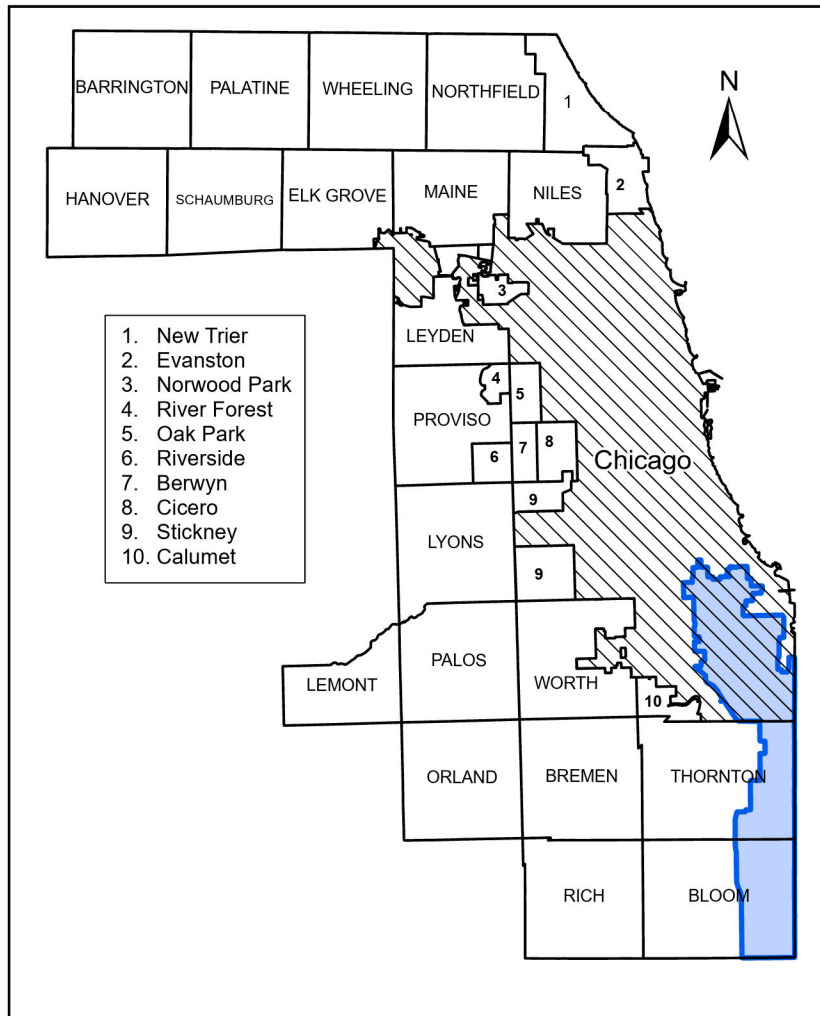 N
BARRINGTON
PALATINE
WHEELING
NORTHFIELD
1
HANOVER
SCHAUMBURG
ELK GROVE
MAINE
NILES
2
3
LEYDEN
1. New Trier
2. Evanston
3. Norwood Park
4. River Forest
5. Oak Park
6. Riverside
7. Berwyn
8. Cicero
9. Stickney
10. Calumet
4
5
PROVISO
6
7
8
Chicago
9
LYONS
9
PALOS
LEMONT
WORTH
10
ORLAND
BREMEN
THORNTON
RICH
BLOOM